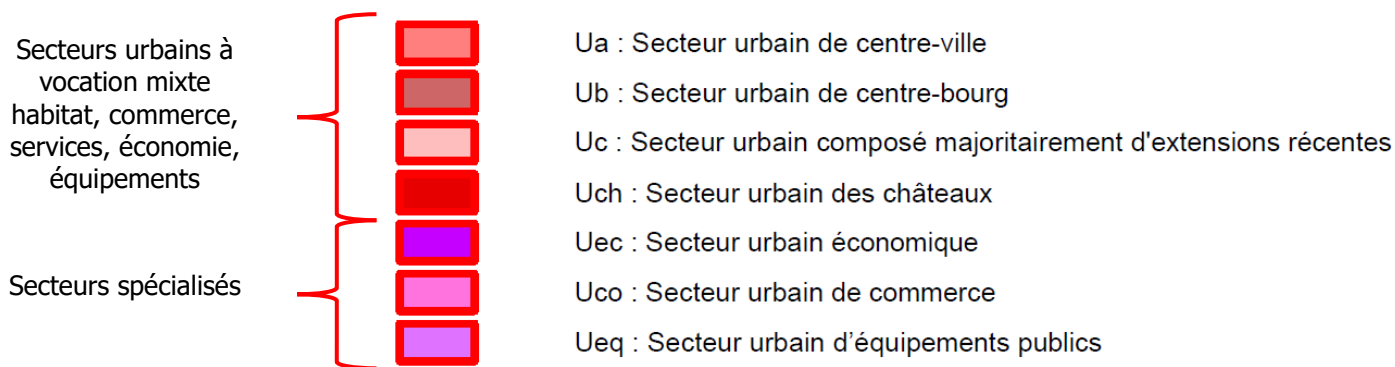 Secteurs urbains à
vocation mixte
habitat, commerce,
services, économie,
équipements
Secteurs spécialisés
Ua : Secteur urbain de centre-ville
Ub : Secteur urbain de centre-bourg
Uc : Secteur urbain composé majoritairement d'extensions récentes
Uch : Secteur urbain des châteaux
Uec : Secteur urbain économique
Uco : Secteur urbain de commerce
Ueq : Secteur urbain d’équipements publics